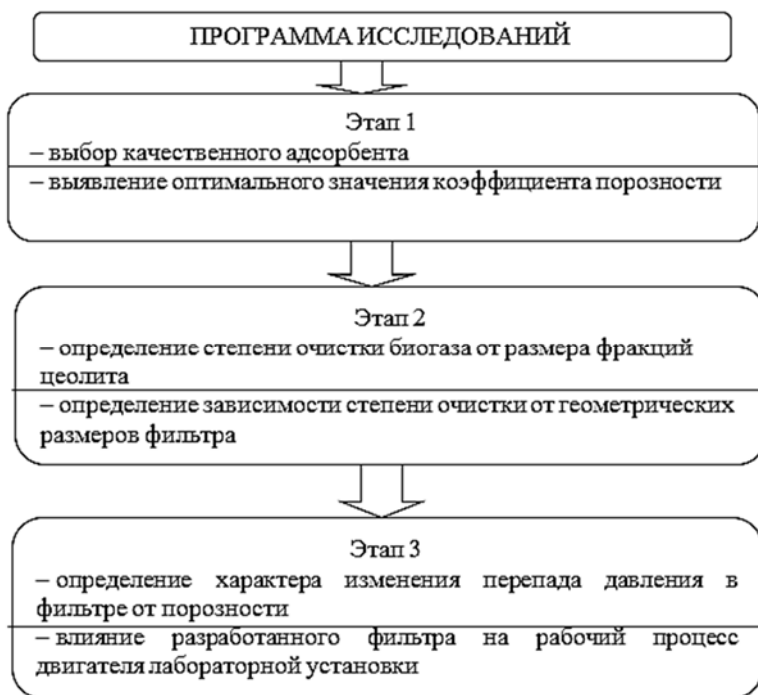 ПРОГРАММА ИССЛЕДОВАНИЙ
Этап 1
– выбор качественного адсорбента
– выявление оптимального значения коэффициента порозности
Этап 2
– определение степени очистки биогаза от размера фракций
цеолита
– определение зависимости степени очистки от геометрических
размеров фильтра
Этап 3
– определение характера изменения перепада давления в
фильтре от порозности
– влияние разработанного фильтра на рабочий процесс
двигателя лабораторной установки